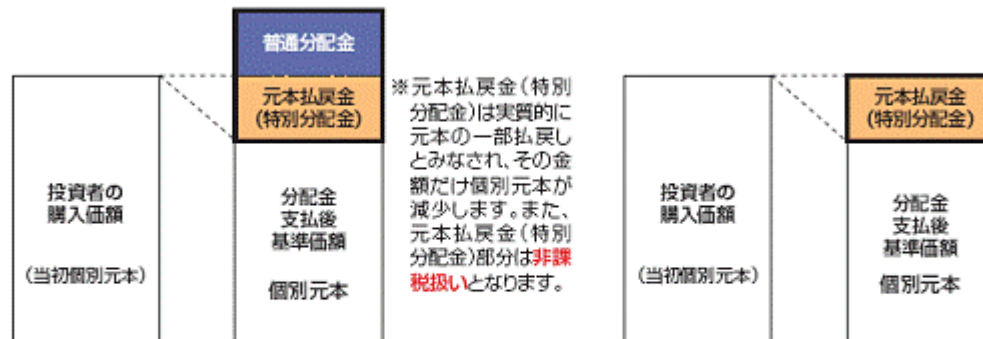 普通分配金
元本払戻金
(特別分配金)
投資者の
購入価額
(当初個別元本)
分配金
支払後
基準価額
個別元本
※元本払戻金(特別
分配金)は実質的に
元本の一部払戻し
とみなされ、その金
額だけ個別元本が
減少します。また、
元本払戻金(特別
分配金)部分は非課
税扱いとなります。
投資者の
購入価額
(当初個別元本)
元本払戻金
(特別分配金)
分配金
支払後
基準価額
個別元本